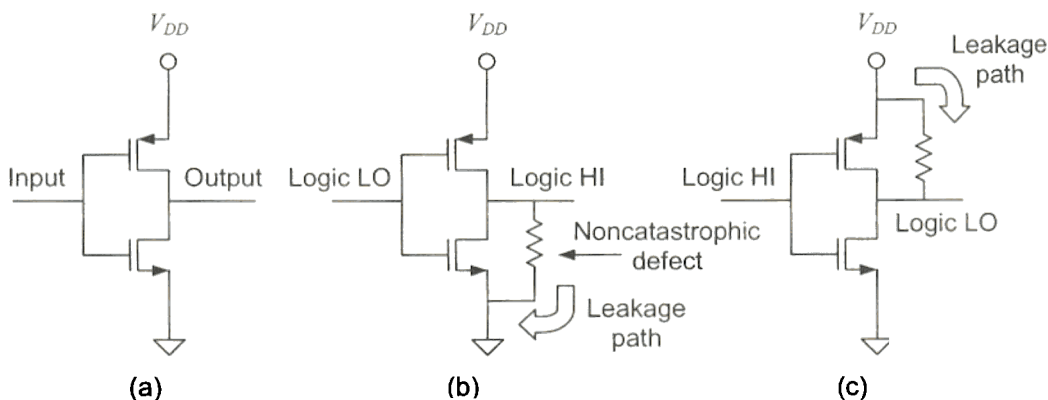 V_DD
Input
Output
(a)
V_DD
Logic LO
Logic HI
Noncatastrophic
defect
Leakage
path
(b)
V_DD
Leakage
path
Logic HI
Logic LO
(c)